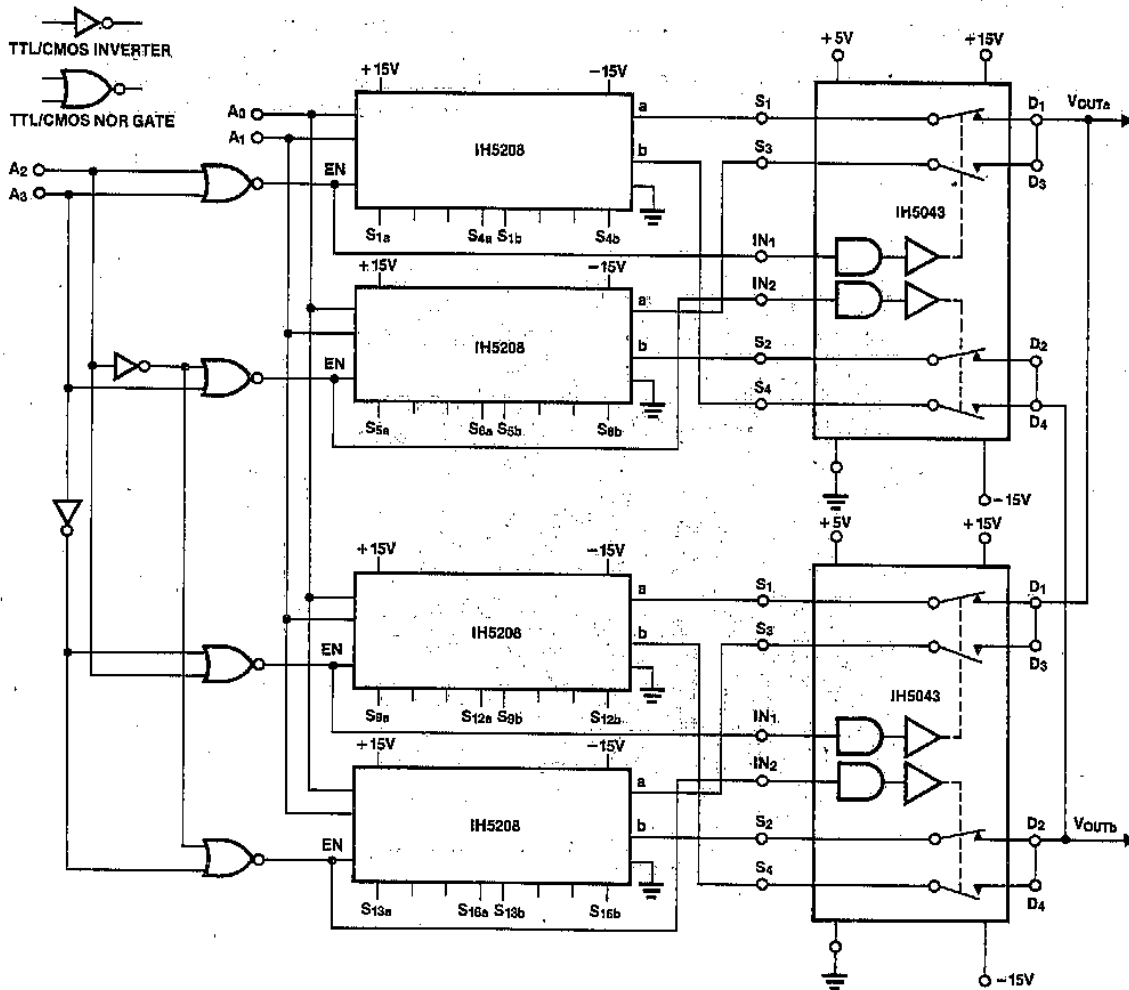 TTL/CMOS INVERTER
TTL/CMOS NOR GATE
A0
A1
A2
A3
+15V
−15V
IH5208
EN
a
b
S1a
S4a
S1b
S4b
+15V
−15V
IH5208
EN
a
b
S5a
S8a
S5b
S8b
+15V
−15V
IH5208
EN
a
b
S9a
S12a
S9b
S12b
+15V
−15V
IH5208
EN
a
b
S13a
S16a
S13b
S16b
+5V
+15V
S1
S3
IN1
IN2
S2
S4
IH5043
D1
D3
D2
D4
VOUTa
−15V
+5V
+15V
S1
S3
IN1
IN2
S2
S4
IH5043
D1
D3
D2
D4
VOUTb
−15V